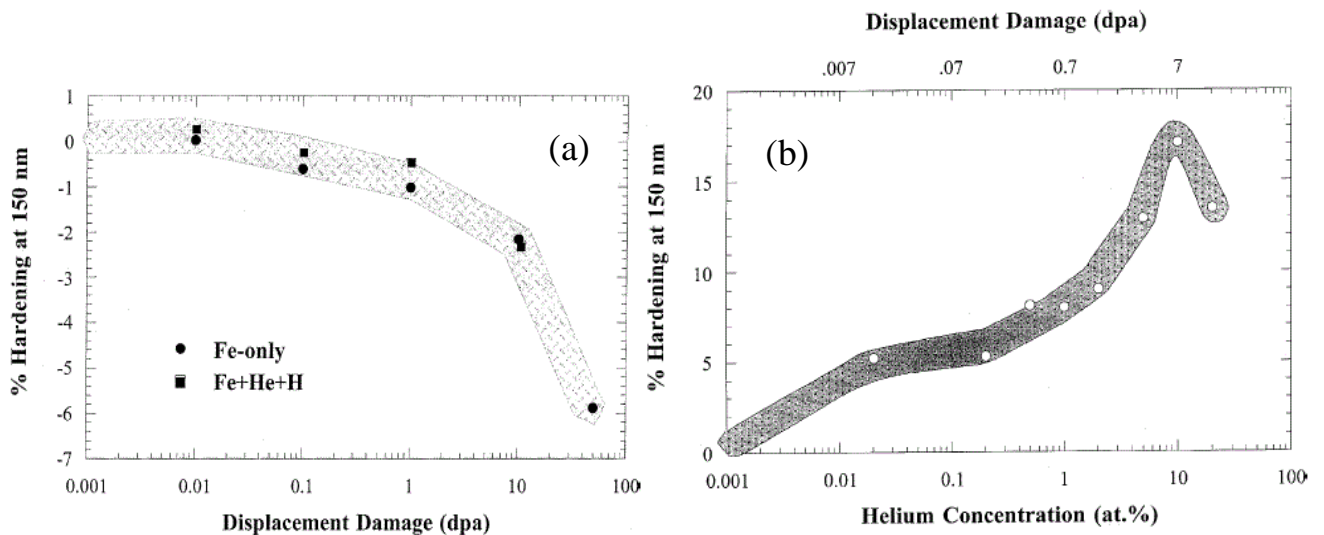 (a)
% Hardening at 150 nm
1
0
-1
-2
-3
-4
-5
-6
-7
Fe-only
Fe+He+H
0.001 0.01 0.1 1 10 100
Displacement Damage (dpa)
Displacement Damage (dpa)
.007 .07 0.7 7
(b)
% Hardening at 150 nm
20
15
10
5
0
0.001 0.01 0.1 1 10 100
Helium Concentration (at.%)